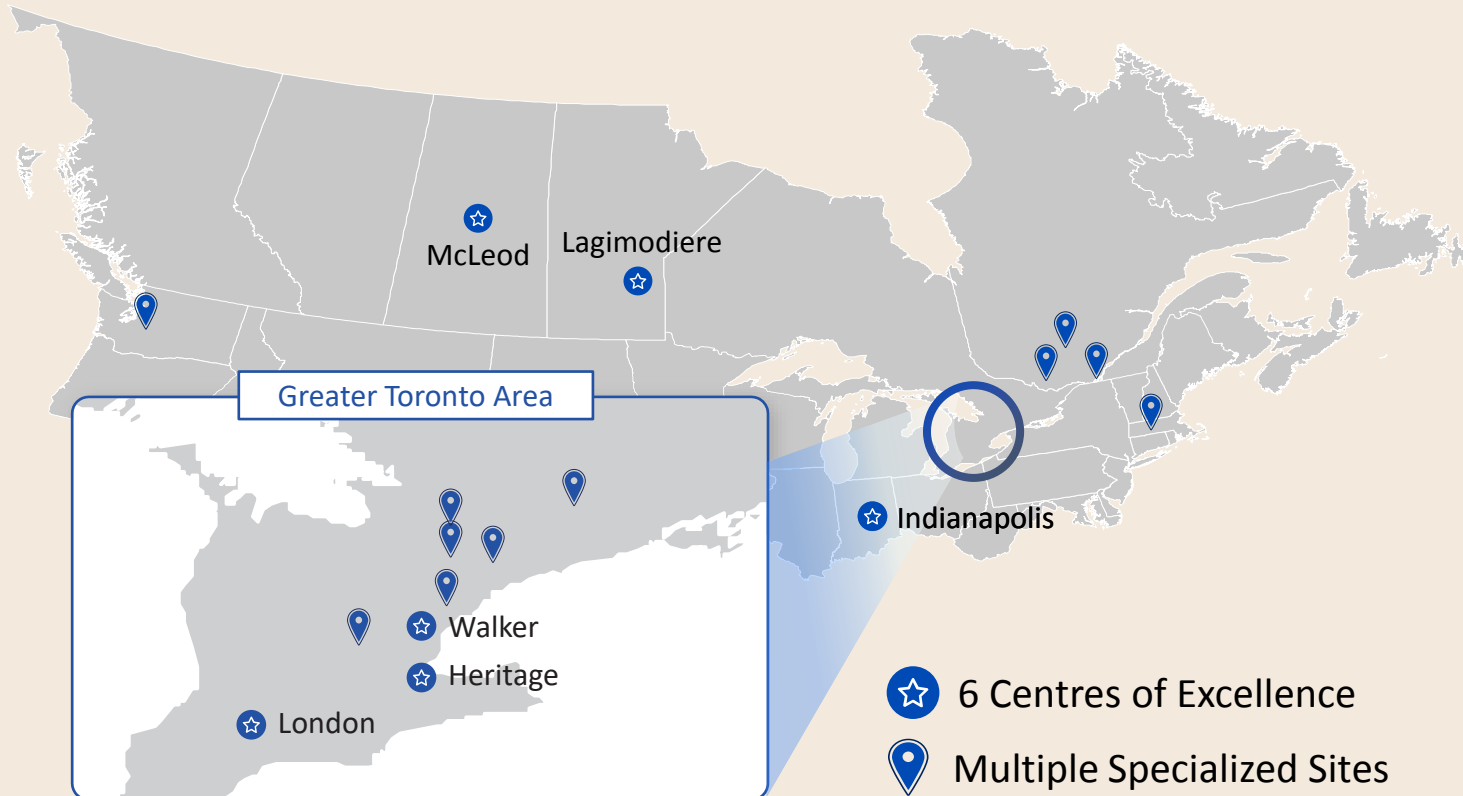 McLeod
Lagimodiere
Greater Toronto Area
Indianapolis
Walker
Heritage
London
6 Centres of Excellence
Multiple Specialized Sites